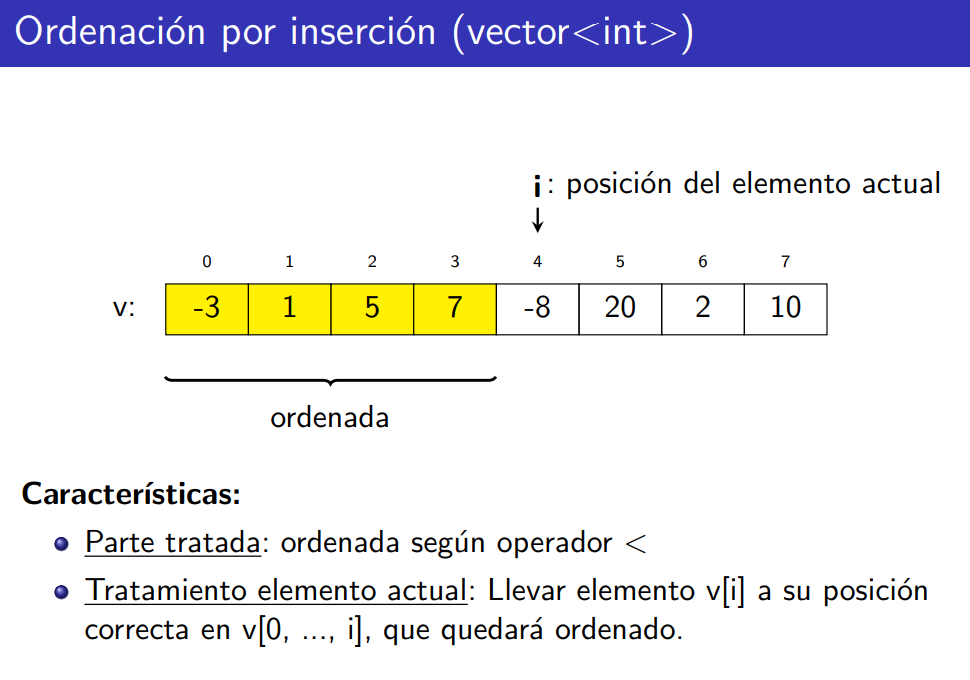 Ordenación por inserción (vector<int>)
i: posición del elemento actual
0 1 2 3 4 5 6 7
v: -3 1 5 7 -8 20 2 10
ordenada
Características:
Parte tratada: ordenada según operador <
Tratamiento elemento actual: Llevar elemento v[i] a su posición
correcta en v[0, ..., i], que quedará ordenado.